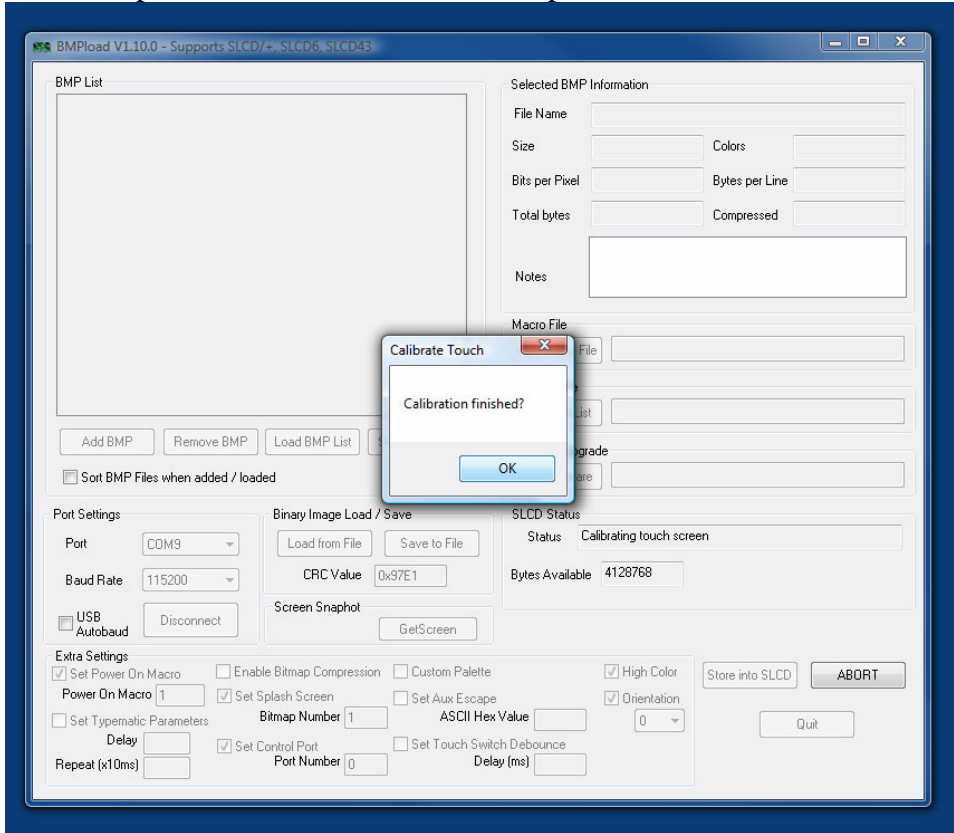 BMPload V1.10.0 - Supports SLCD/+, SLCD6, SLCD43
BMP List
Add BMP
Remove BMP
Load BMP List
S
Sort BMP Files when added / loaded
Selected BMP Information
File Name
Size
Colors
Bits per Pixel
Bytes per Line
Total bytes
Compressed
Notes
Macro File
File
List
Calibrate Touch
Calibration finished?
OK
Port Settings
Port
COM9
Baud Rate
115200
USB
Autobaud
Disconnect
Binary Image Load / Save
Load from File
Save to File
CRC Value
0x97E1
Screen Snaphot
GetScreen
SLCD Status
Status
Calibrating touch screen
Bytes Available
4128768
Extra Settings
Set Power On Macro
Power On Macro
1
Set Typematic Parameters
Delay
Repeat (x10ms)
Enable Bitmap Compression
Set Splash Screen
Bitmap Number
1
Set Control Port
Port Number
0
Custom Palette
Set Aux Escape
ASCII Hex Value
Set Touch Switch Debounce
Delay (ms)
High Color
Orientation
0
Store into SLCD
ABORT
Quit